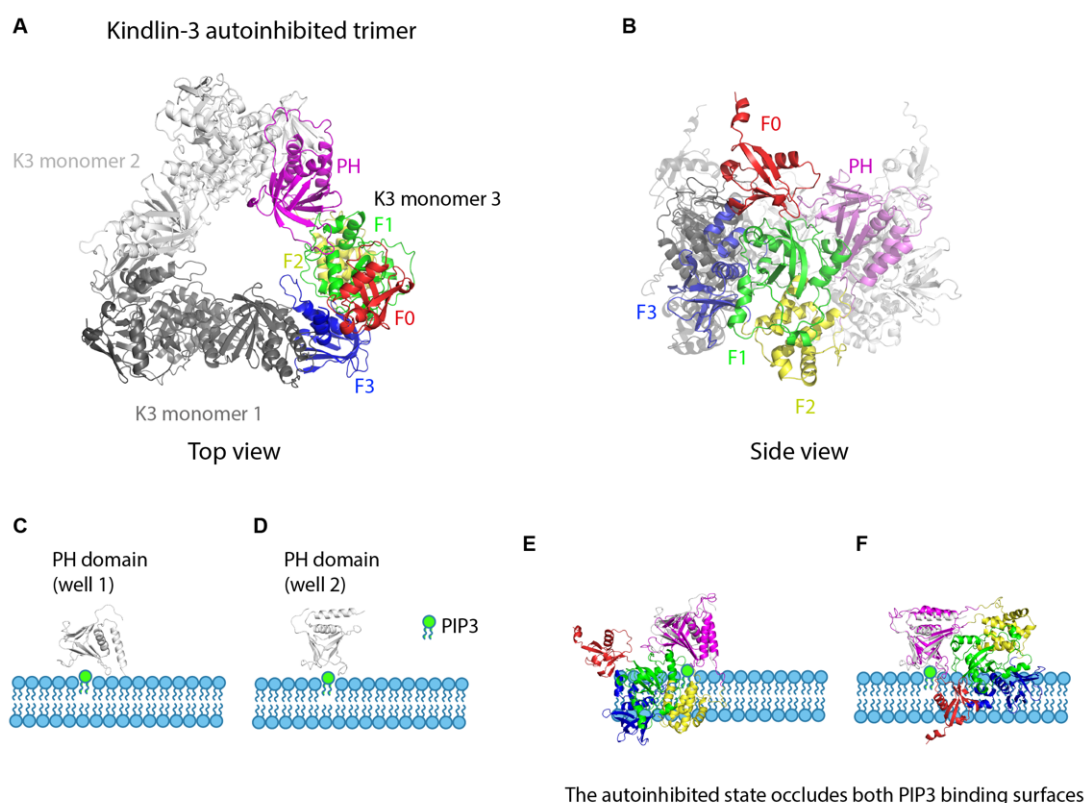 A
Kindlin-3 autoinhibited trimer
K3 monomer 2
PH
K3 monomer 3
F1
F2
F0
F3
K3 monomer 1
Top view
B
F0
PH
F3
F1
F2
Side view
C
PH domain
(well 1)
D
PH domain
(well 2)
PIP3
E
F
The autoinhibited state occludes both PIP3 binding surfaces